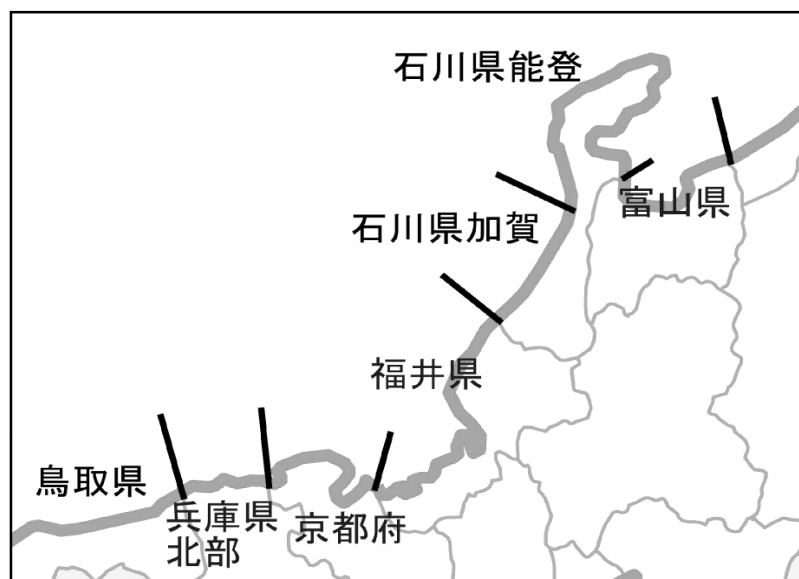 石川県能登
富山県
石川県加賀
福井県
鳥取県
兵庫県
北部
京都府